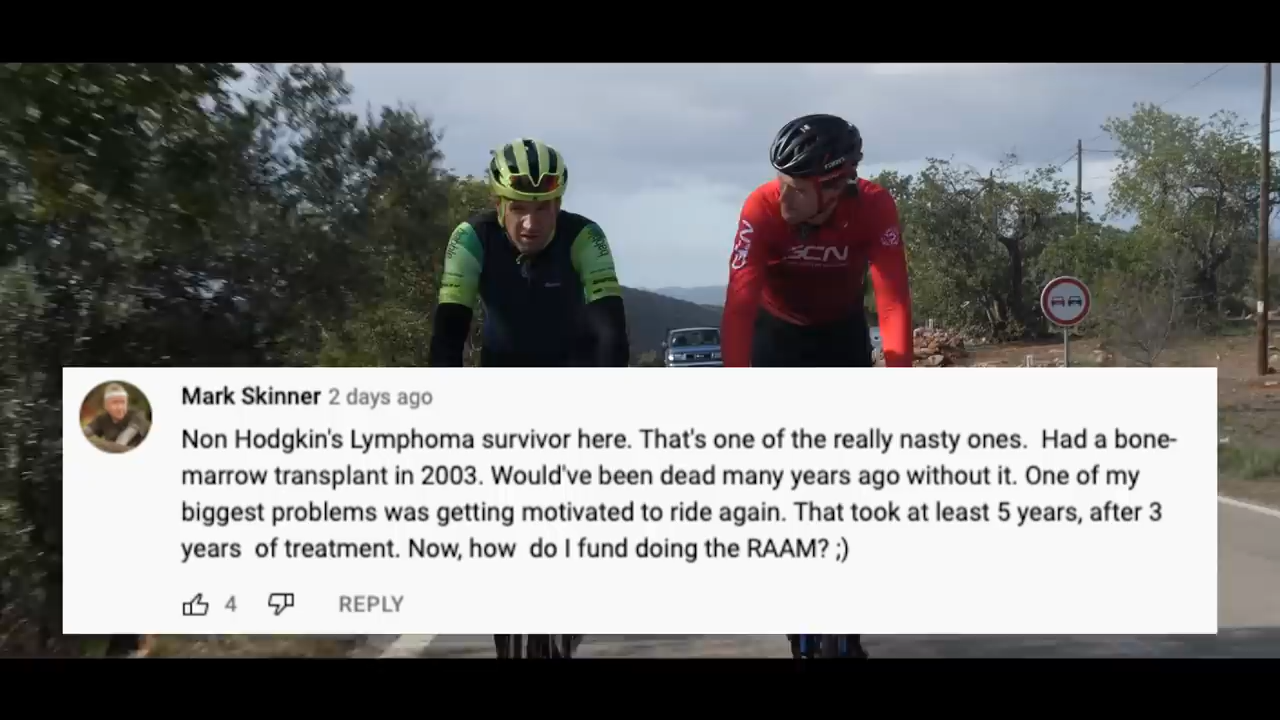 GCN
GCN
Mark Skinner 2 days ago
Non Hodgkin's Lymphoma survivor here. That's one of the really nasty ones.  Had a bone-
marrow transplant in 2003. Would've been dead many years ago without it. One of my
biggest problems was getting motivated to ride again. That took at least 5 years, after 3
years  of treatment. Now, how  do I fund doing the RAAM? ;)
4
REPLY